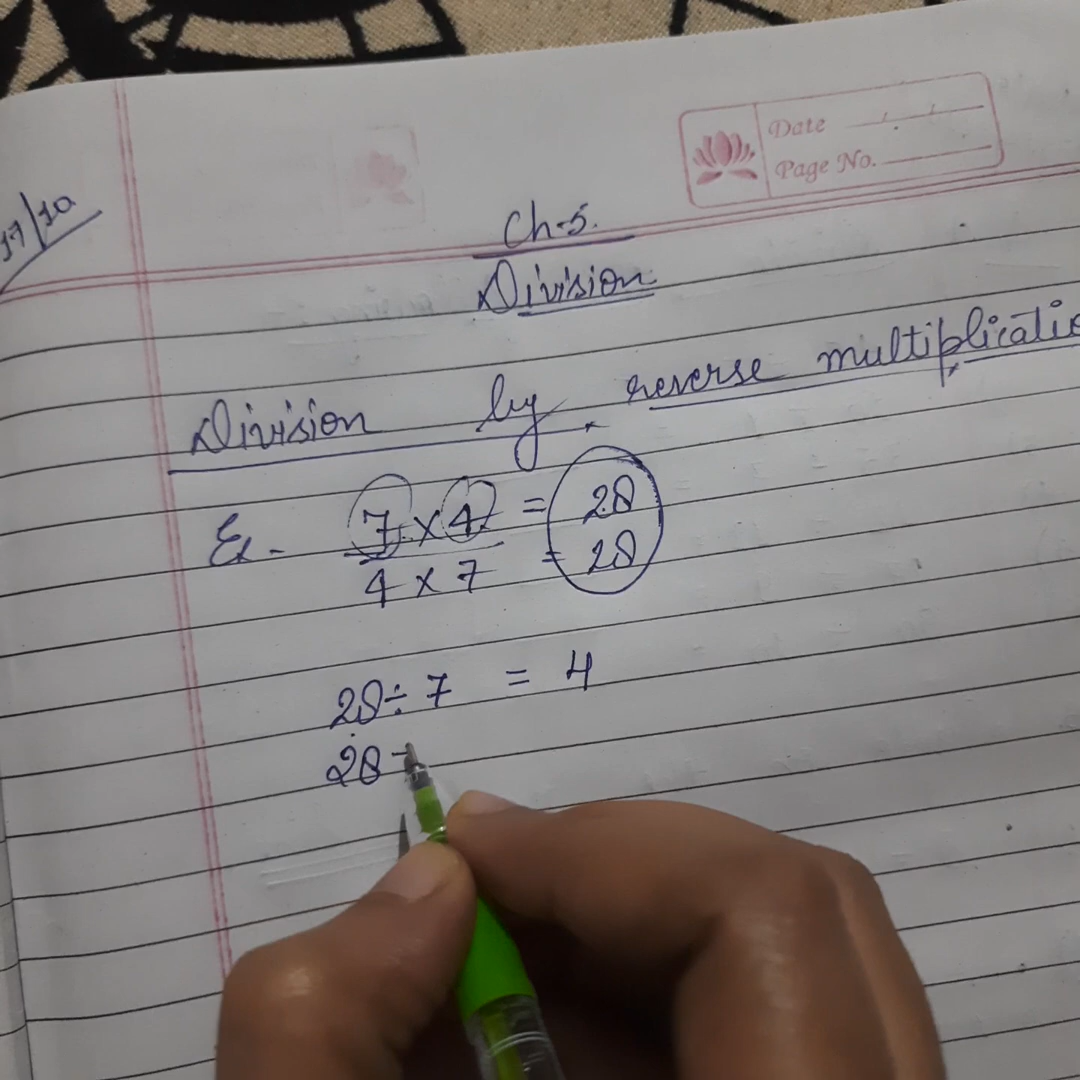 Date
Page No.
17/10
Ch-5.
Division
Division by reverse multiplicatio
Ex. 7 x 4 = 28
4 x 7 = 28
28 ÷ 7 = 4
28 ÷